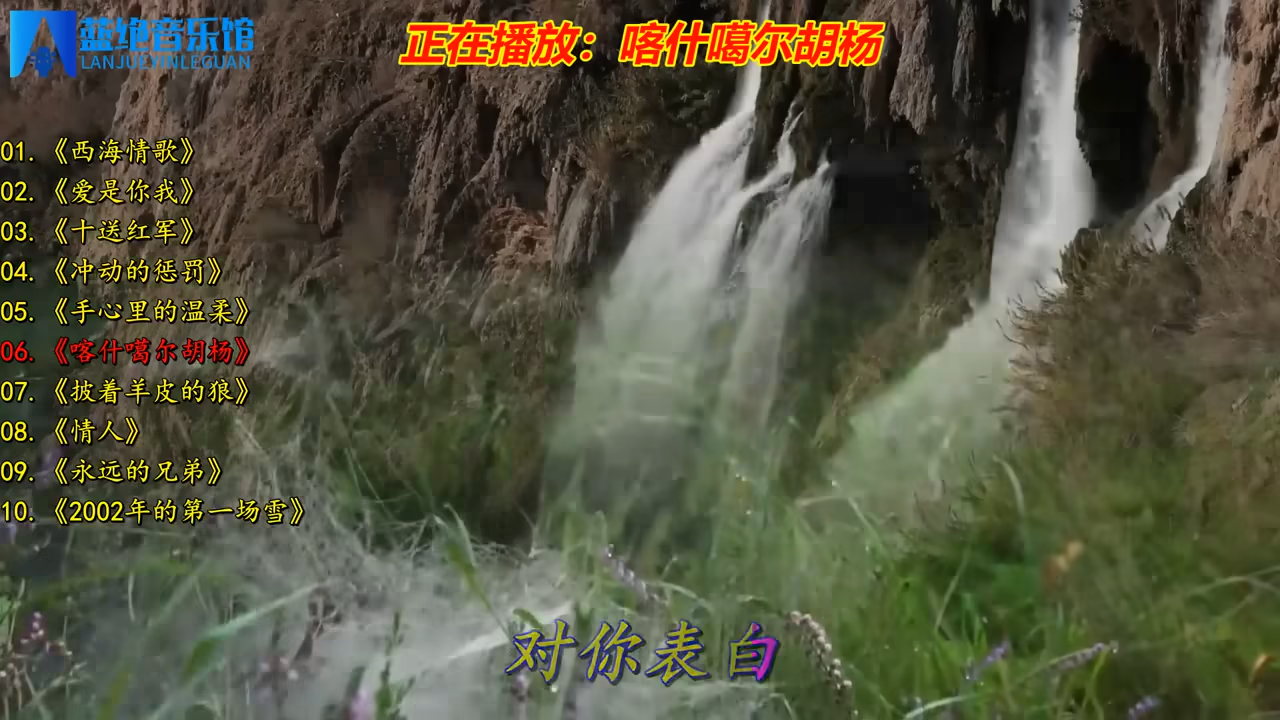 蓝绝音乐馆
LANJUEYINLEGUAN
正在播放：喀什噶尔胡杨
01.《西海情歌》
02.《爱是你我》
03.《十送红军》
04.《冲动的惩罚》
05.《手心里的温柔》
06.《喀什噶尔胡杨》
07.《披着羊皮的狼》
08.《情人》
09.《永远的兄弟》
10.《2002年的第一场雪》
对你表白